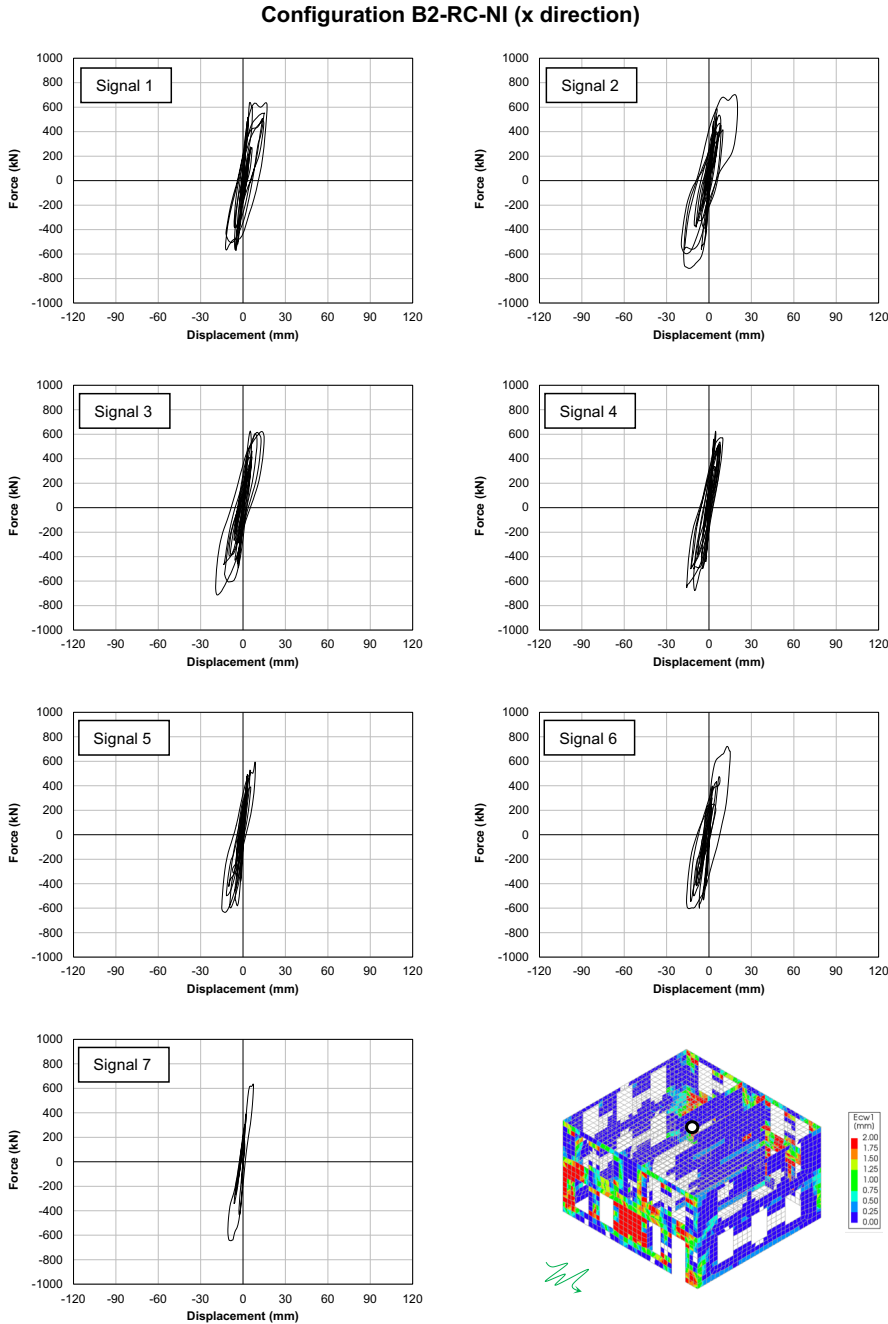 Configuration B2-RC-NI (x direction)
1000
800
600
400
200
0
-200
-400
-600
-800
-1000
Force (kN)
Signal 1
-120 -90 -60 -30 0 30 60 90 120
Displacement (mm)
1000
800
600
400
200
0
-200
-400
-600
-800
-1000
Force (kN)
Signal 2
-120 -90 -60 -30 0 30 60 90 120
Displacement (mm)
1000
800
600
400
200
0
-200
-400
-600
-800
-1000
Force (kN)
Signal 3
-120 -90 -60 -30 0 30 60 90 120
Displacement (mm)
1000
800
600
400
200
0
-200
-400
-600
-800
-1000
Force (kN)
Signal 4
-120 -90 -60 -30 0 30 60 90 120
Displacement (mm)
1000
800
600
400
200
0
-200
-400
-600
-800
-1000
Force (kN)
Signal 5
-120 -90 -60 -30 0 30 60 90 120
Displacement (mm)
1000
800
600
400
200
0
-200
-400
-600
-800
-1000
Force (kN)
Signal 6
-120 -90 -60 -30 0 30 60 90 120
Displacement (mm)
1000
800
600
400
200
0
-200
-400
-600
-800
-1000
Force (kN)
Signal 7
-120 -90 -60 -30 0 30 60 90 120
Displacement (mm)
Ecw1
(mm)
2.00
1.75
1.50
1.25
1.00
0.75
0.50
0.25
0.00